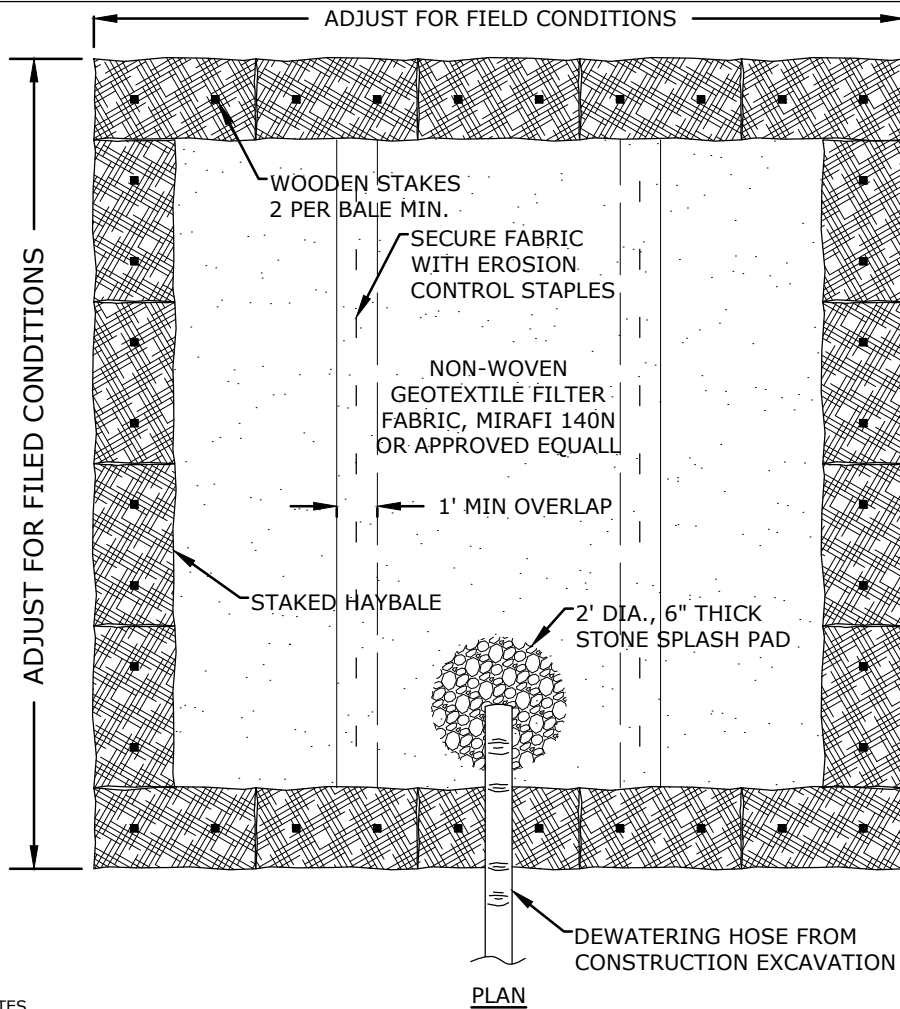 ADJUST FOR FIELD CONDITIONS
ADJUST FOR FILED CONDITIONS
WOODEN STAKES
2 PER BALE MIN.
SECURE FABRIC
WITH EROSION
CONTROL STAPLES
NON-WOVEN
GEOTEXTILE FILTER
FABRIC, MIRAFI 140N
OR APPROVED EQUALL
1' MIN OVERLAP
STAKED HAYBALE
2' DIA., 6" THICK
STONE SPLASH PAD
DEWATERING HOSE FROM
CONSTRUCTION EXCAVATION
PLAN